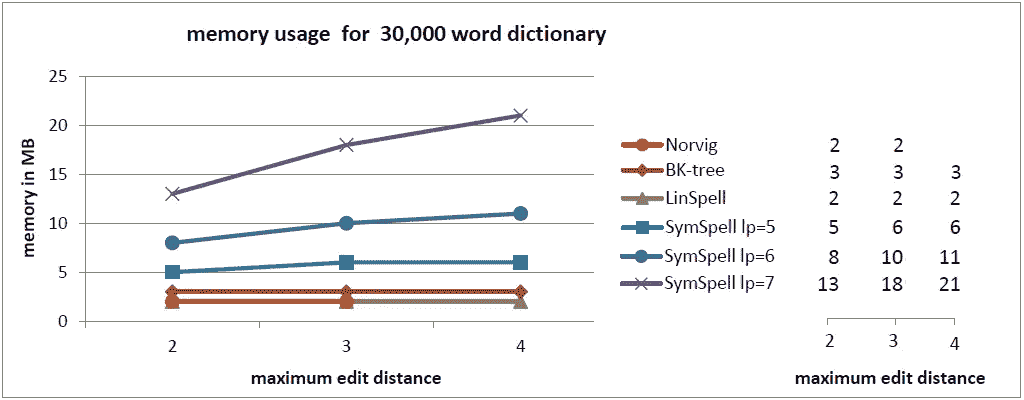 memory usage for 30,000 word dictionary
25
20
15
10
5
0
memory in MB
2 3 4
maximum edit distance
Norvig 2 2
BK-tree 3 3 3
LinSpell 2 2 2
SymSpell lp=5 5 6 6
SymSpell lp=6 8 10 11
SymSpell lp=7 13 18 21
2 3 4
maximum edit distance